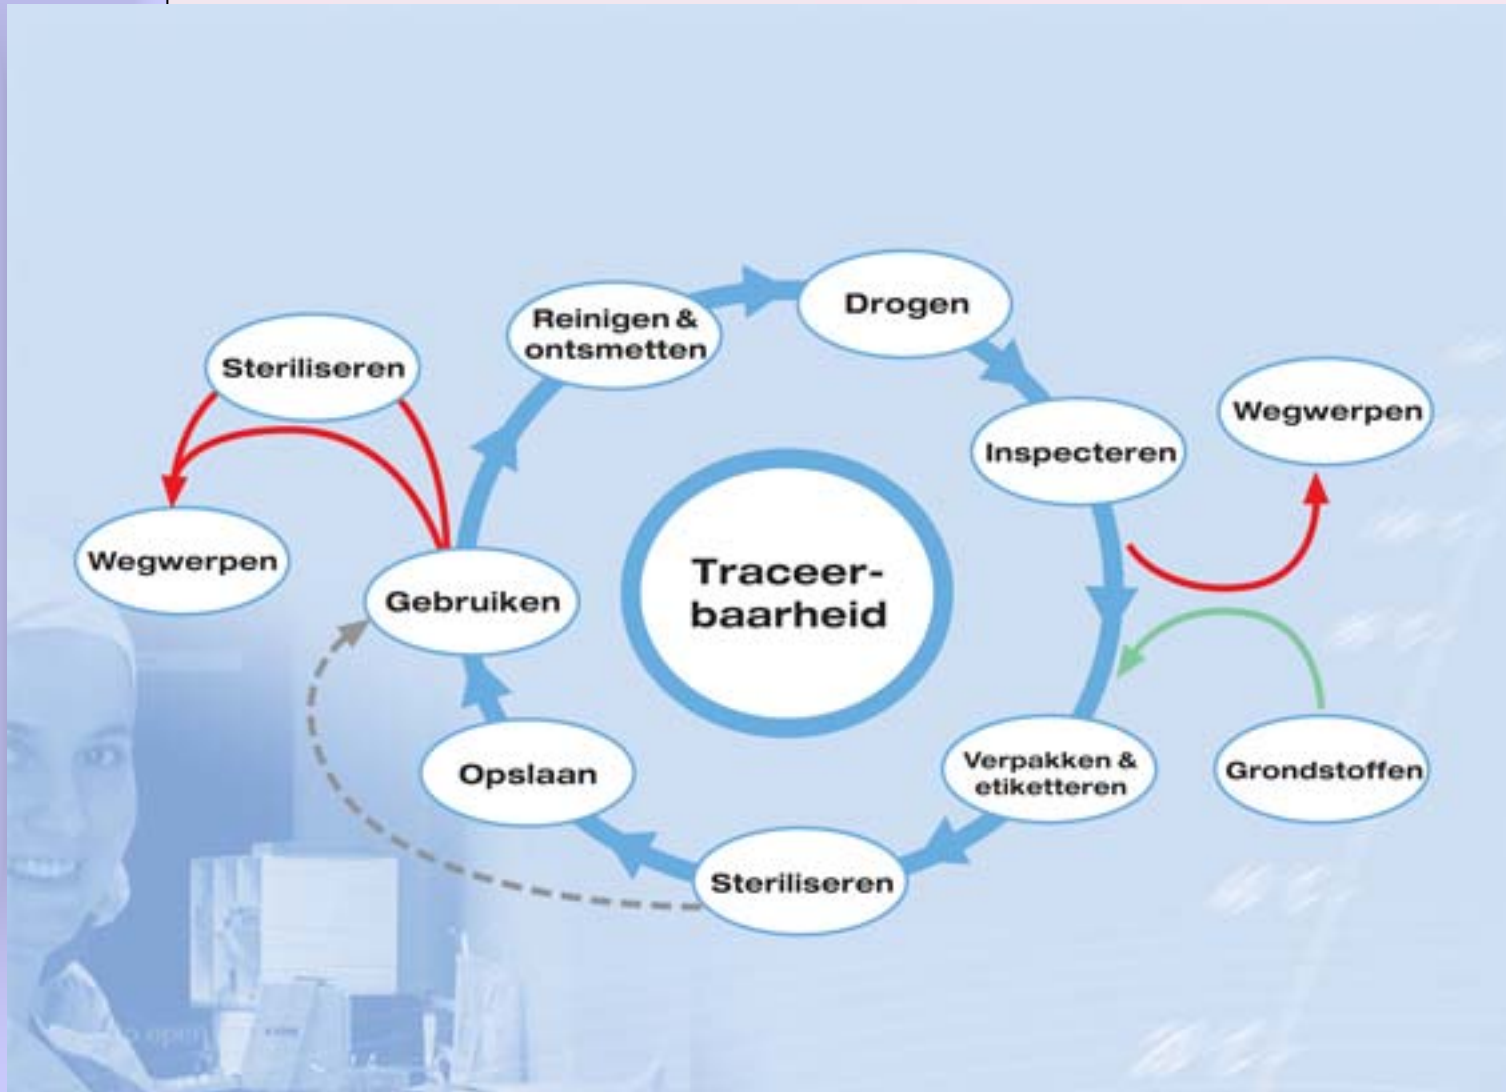 Drogen
Reinigen &
ontsmetten
Steriliseren
Wegwerpen
Inspecteren
Wegwerpen
Gebruiken
Traceer-
baarheid
Opslaan
Verpakken &
etiketteren
Grondstoffen
Steriliseren